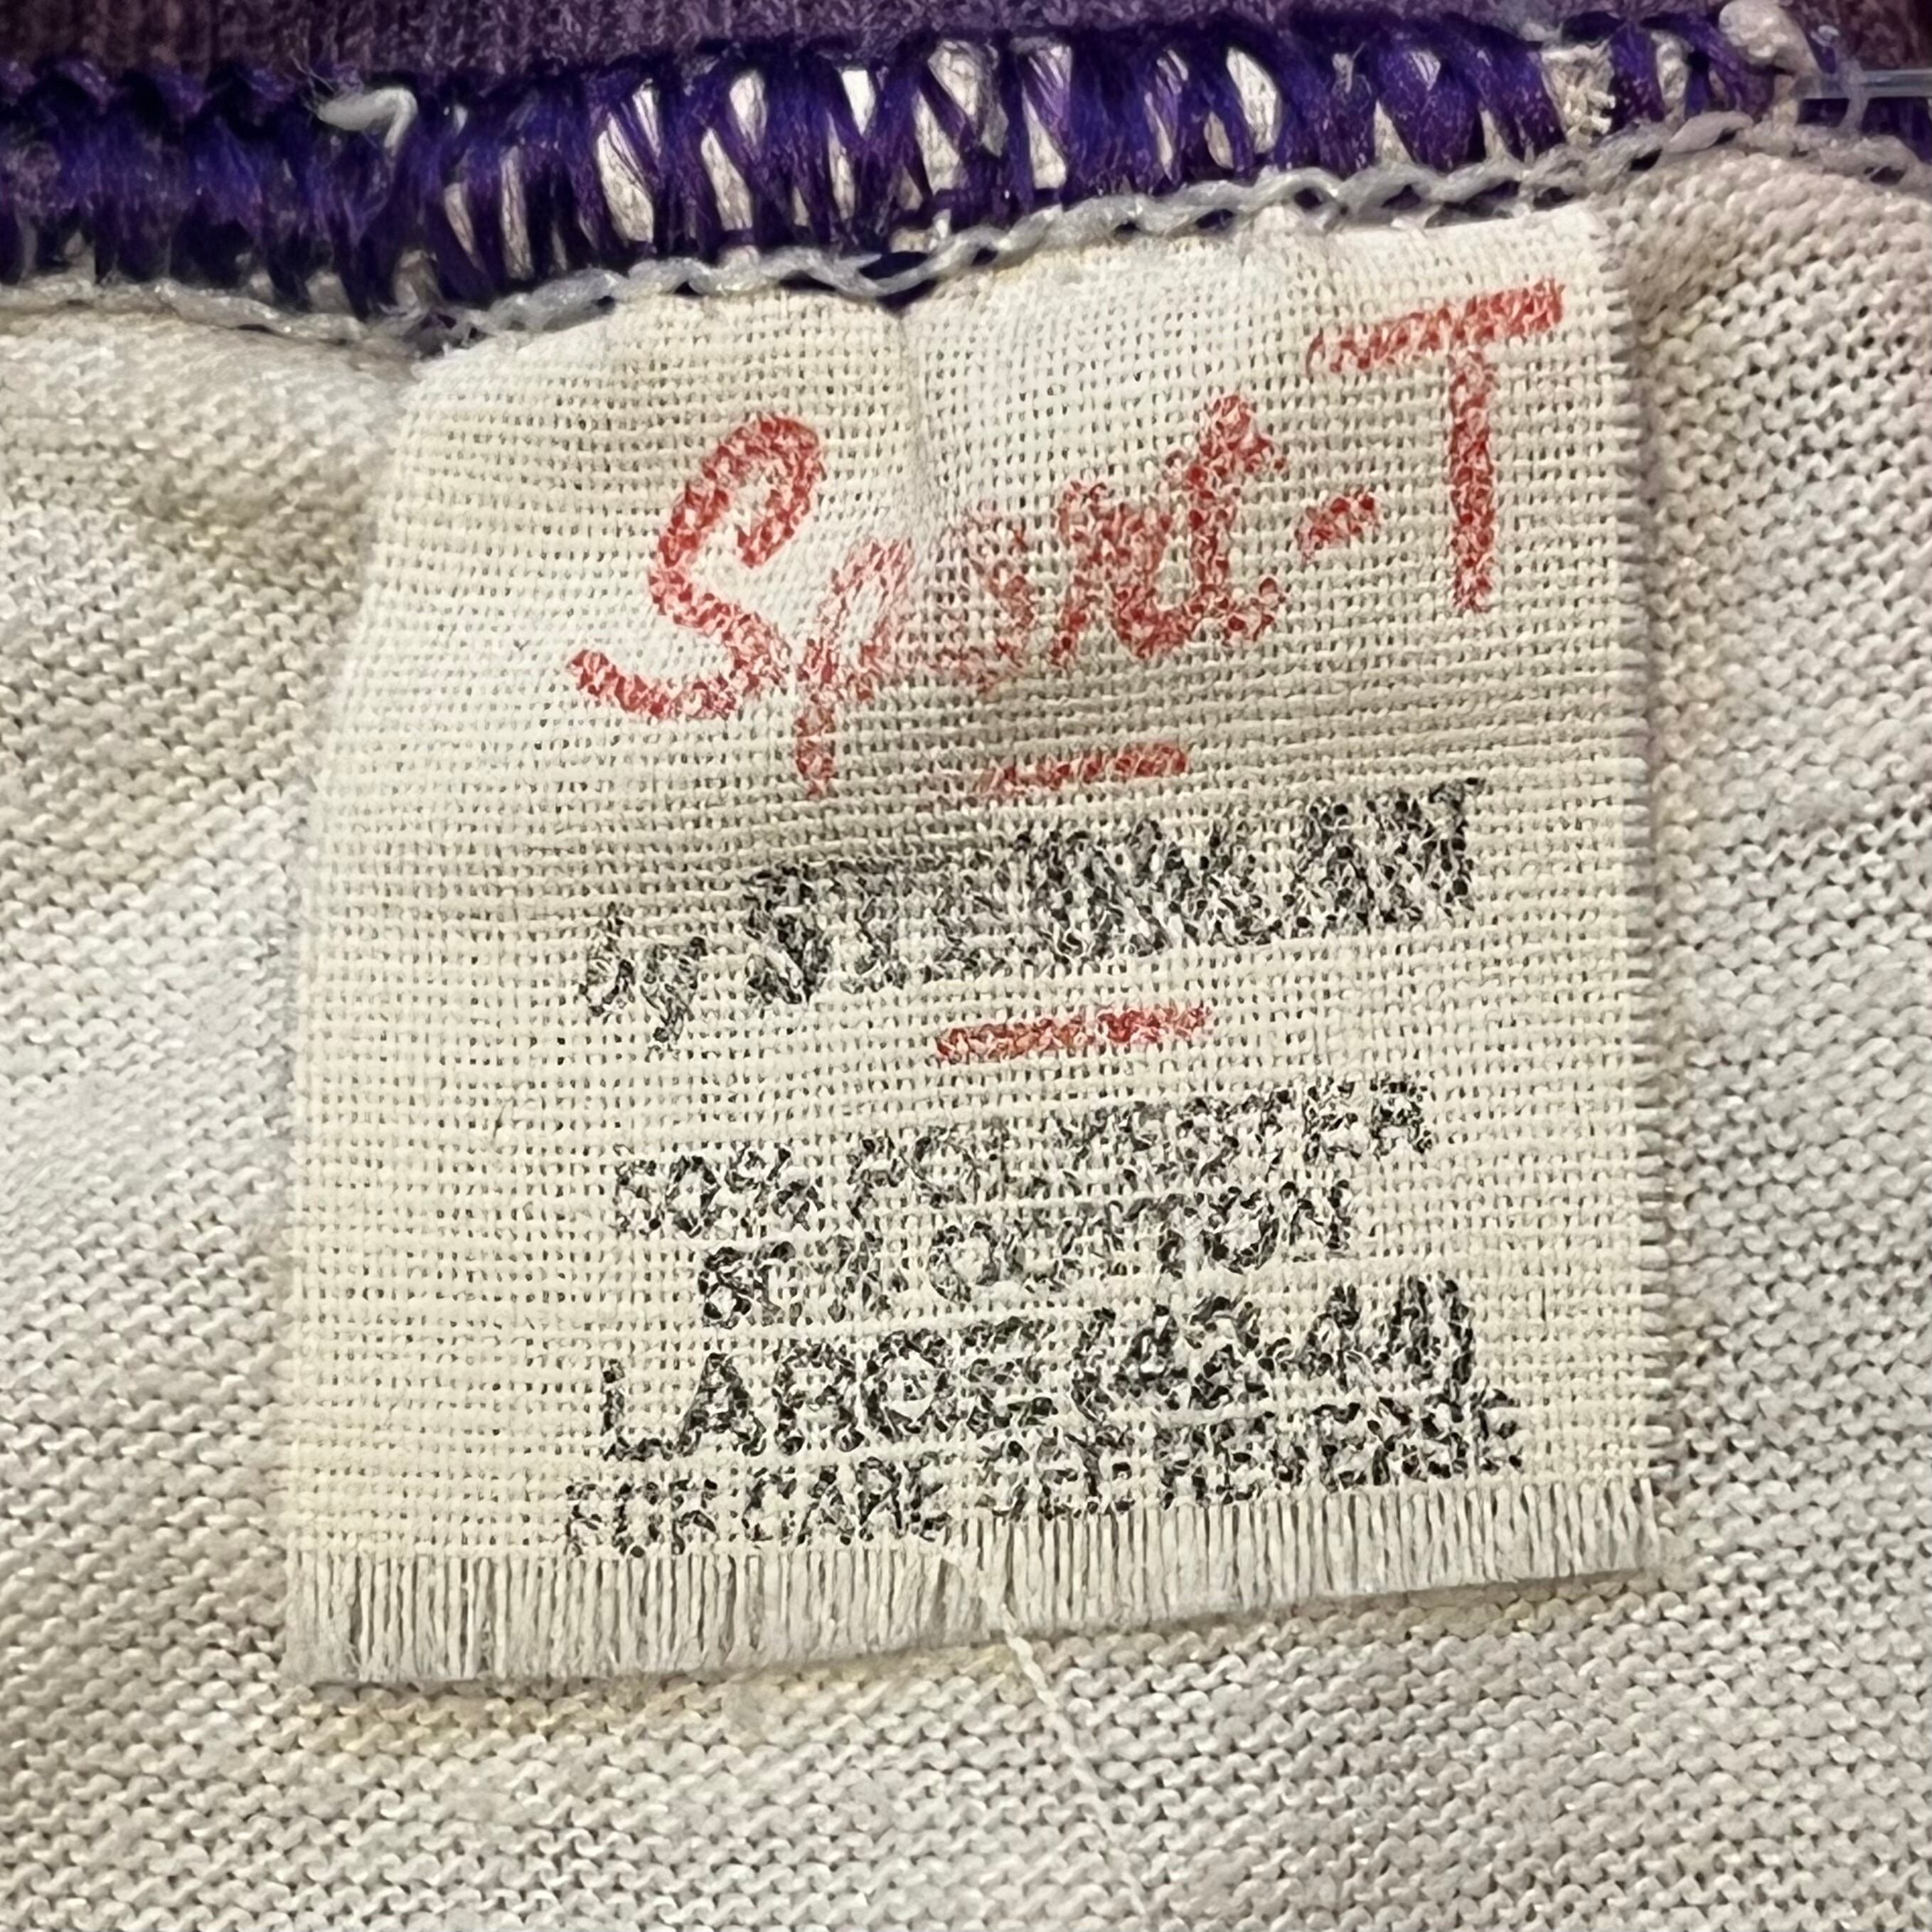 Sport-T
by STEDMAN
50% POLYESTER
50% COTTON
LARGE (42-44)
FOR CARE SEE REVERSE